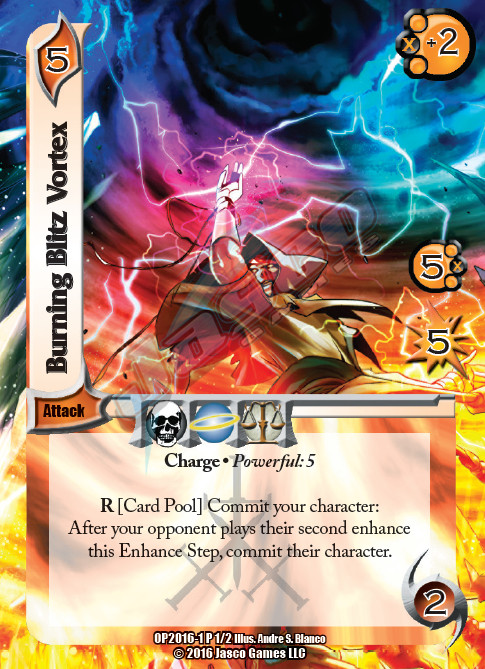 5
Burning Blitz Vortex
x +2
5 x
5
Attack
Charge • Powerful: 5
R [Card Pool] Commit your character:
After your opponent plays their second enhance
this Enhance Step, commit their character.
2
OP2016-1 P 1/2 Illus. Andre S. Blanco
© 2016 Jasco Games LLC